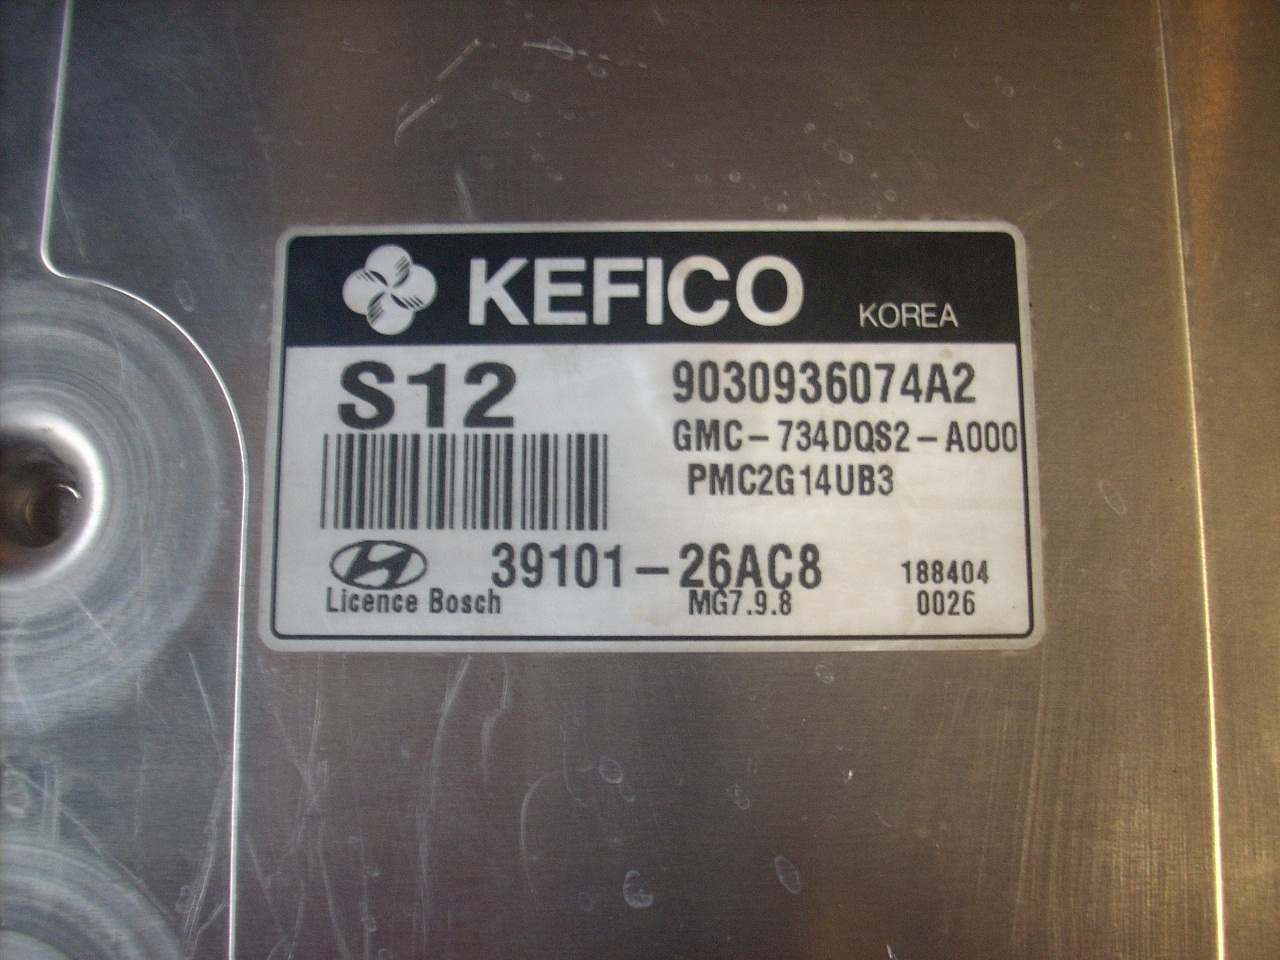 KEFICO KOREA
S12
9030936074A2
GMC-734DQS2-A000
PMC2G14UB3
39101-26AC8
188404
Licence Bosch
MG7.9.8
0026